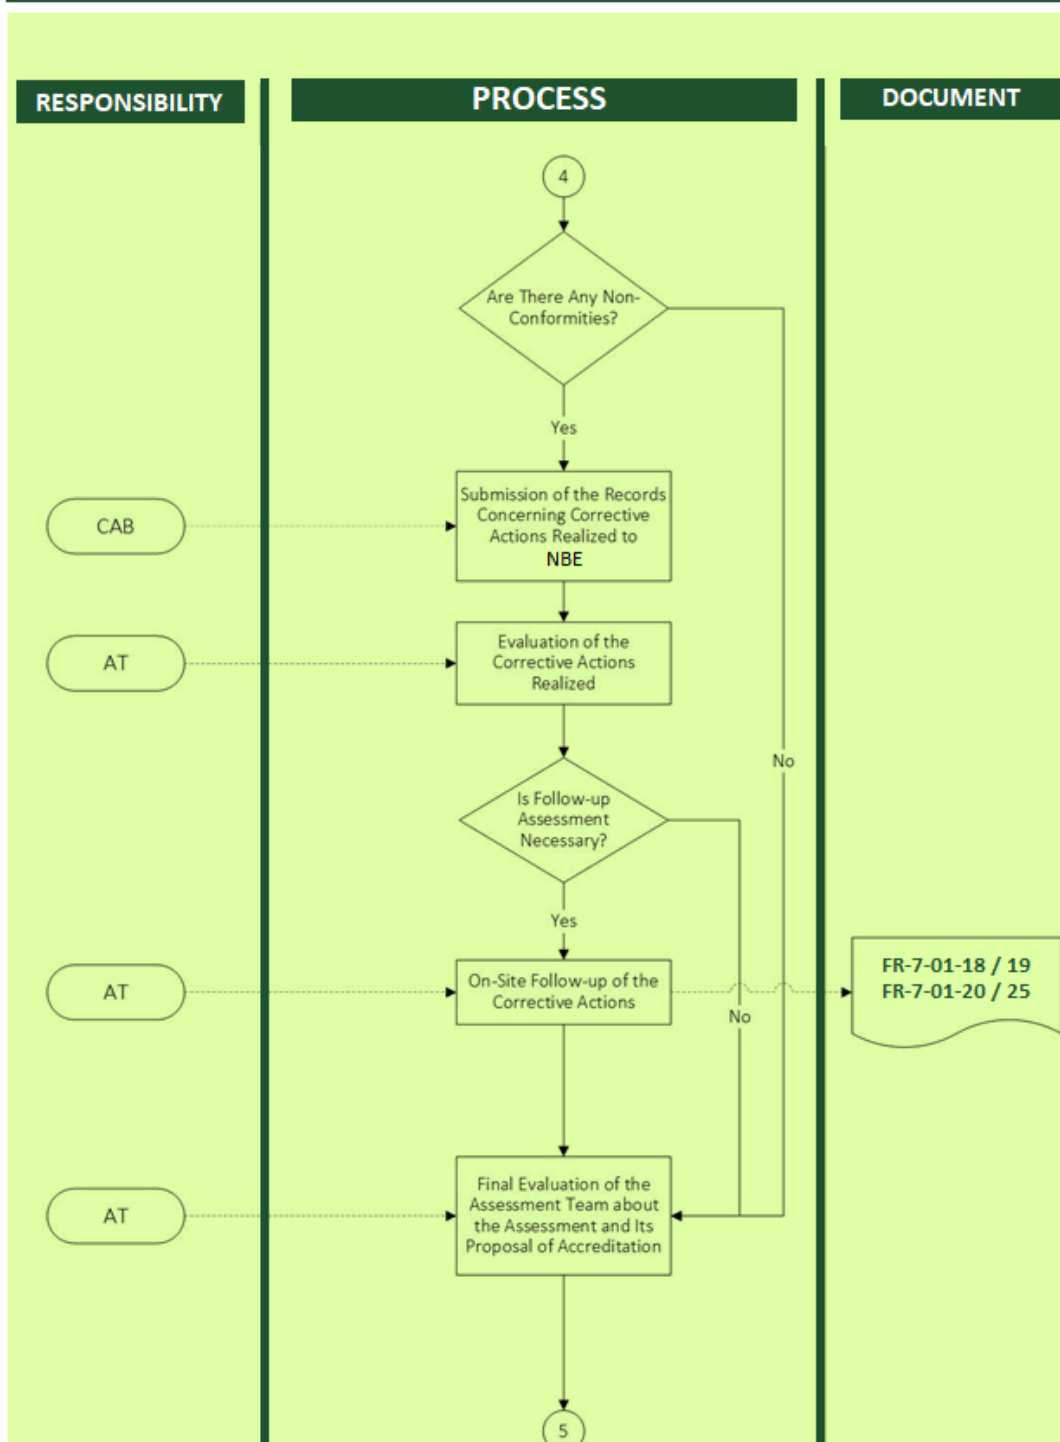 RESPONSIBILITY
PROCESS
DOCUMENT
4
Are There Any Non-
Conformities?
Yes
CAB
Submission of the Records
Concerning Corrective
Actions Realized to
NBE
AT
Evaluation of the
Corrective Actions
Realized
No
Is Follow-up
Assessment
Necessary?
Yes
AT
On-Site Follow-up of the
Corrective Actions
FR-7-01-18 / 19
FR-7-01-20 / 25
No
AT
Final Evaluation of the
Assessment Team about
the Assessment and Its
Proposal of Accreditation
5